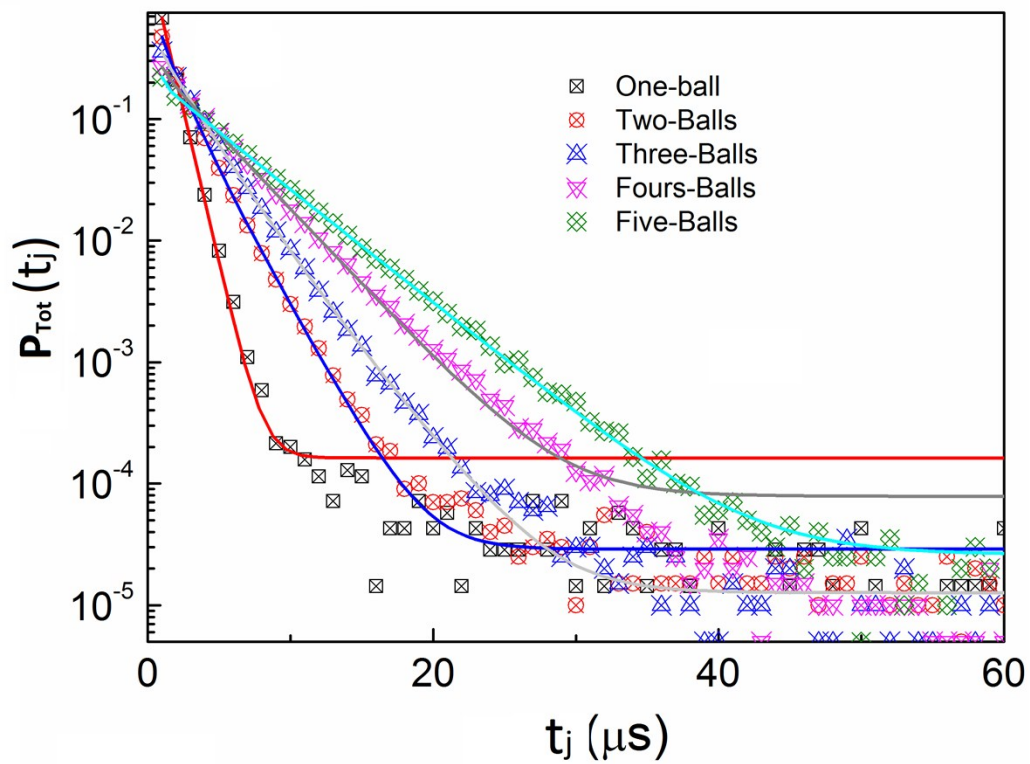 One-ball
Two-Balls
Three-Balls
Fours-Balls
Five-Balls
P_Tot (t_j)
10^-1
10^-2
10^-3
10^-4
10^-5
0 20 40 60
t_j (μs)